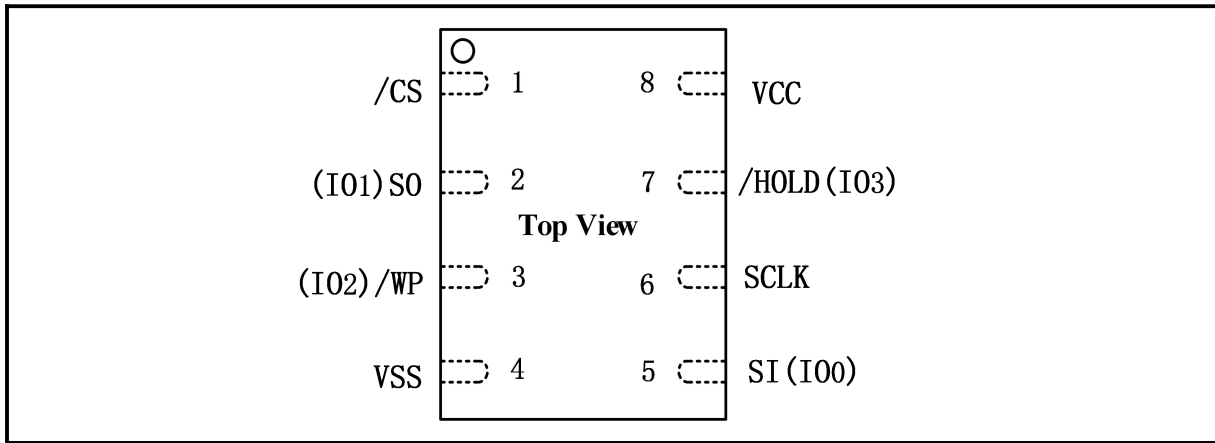 /CS 1 8 VCC
(IO1)SO 2 7 /HOLD(IO3)
Top View
(IO2)/WP 3 6 SCLK
VSS 4 5 SI(IO0)